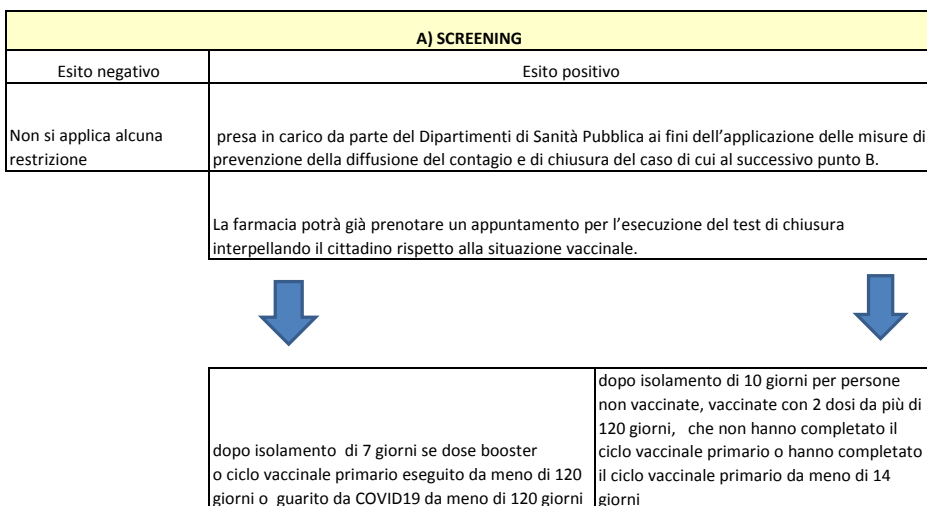 A) SCREENING
Esito negativo
Esito positivo
Non si applica alcuna
restrizione
presa in carico da parte del Dipartimenti di Sanità Pubblica ai fini dell’applicazione delle misure di
prevenzione della diffusione del contagio e di chiusura del caso di cui al successivo punto B.
La farmacia potrà già prenotare un appuntamento per l’esecuzione del test di chiusura
interpellando il cittadino rispetto alla situazione vaccinale.
dopo isolamento di 7 giorni se dose booster
o ciclo vaccinale primario eseguito da meno di 120
giorni o guarito da COVID19 da meno di 120 giorni
dopo isolamento di 10 giorni per persone
non vaccinate, vaccinate con 2 dosi da più di
120 giorni, che non hanno completato il
ciclo vaccinale primario o hanno completato
il ciclo vaccinale primario da meno di 14
giorni